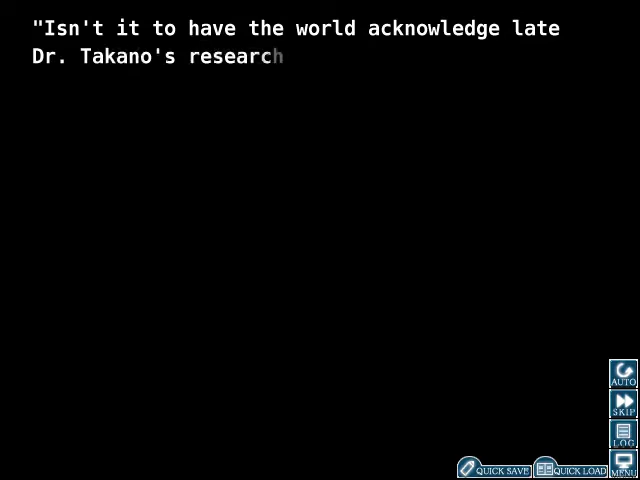 "Isn't it to have the world acknowledge late
Dr. Takano's research
AUTO
SKIP
LOG
QUICK SAVE
QUICK LOAD
MENU